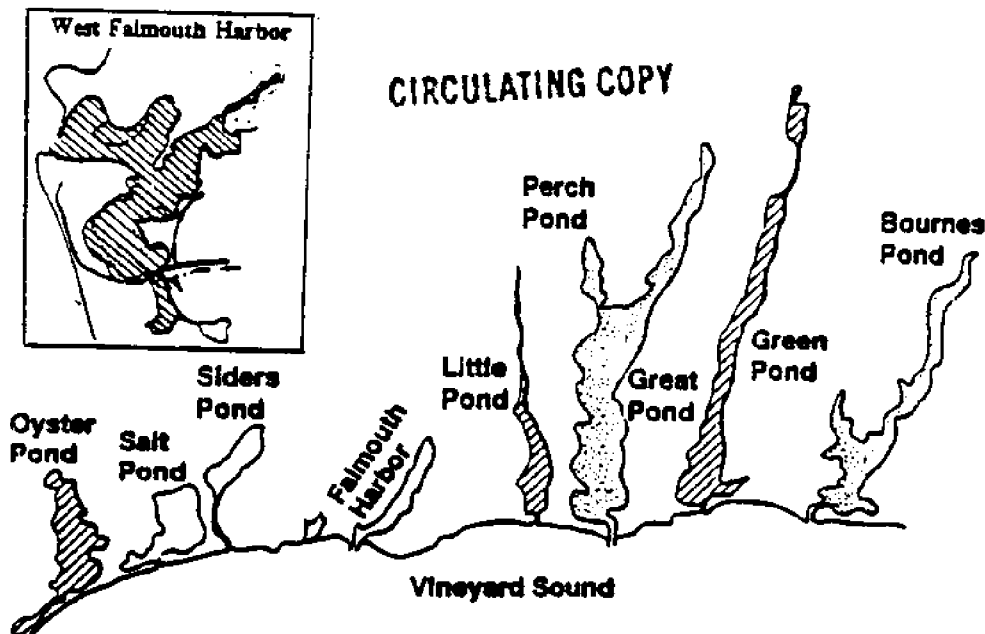 West Falmouth Harbor
CIRCULATING COPY
Perch
Pond
Bournes
Pond
Siders
Pond
Little
Pond
Great
Pond
Green
Pond
Oyster
Pond
Salt
Pond
Falmouth
Harbor
Vineyard Sound